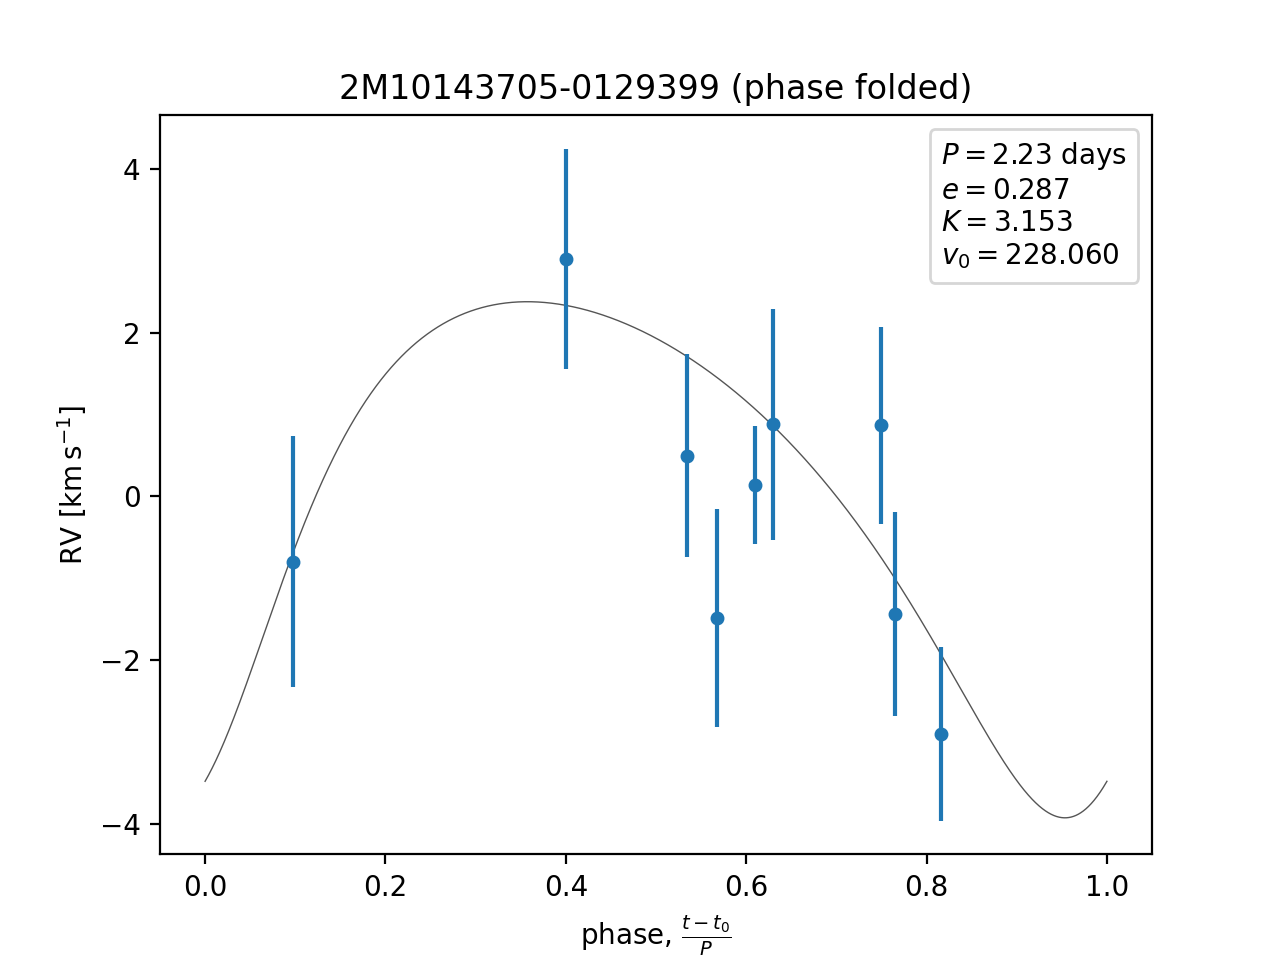 2M10143705-0129399 (phase folded)
P = 2.23 days
e = 0.287
K = 3.153
v₀ = 228.060
RV [km s⁻¹]
4
2
0
−2
−4
0.0 0.2 0.4 0.6 0.8 1.0
phase, (t − t₀)/P